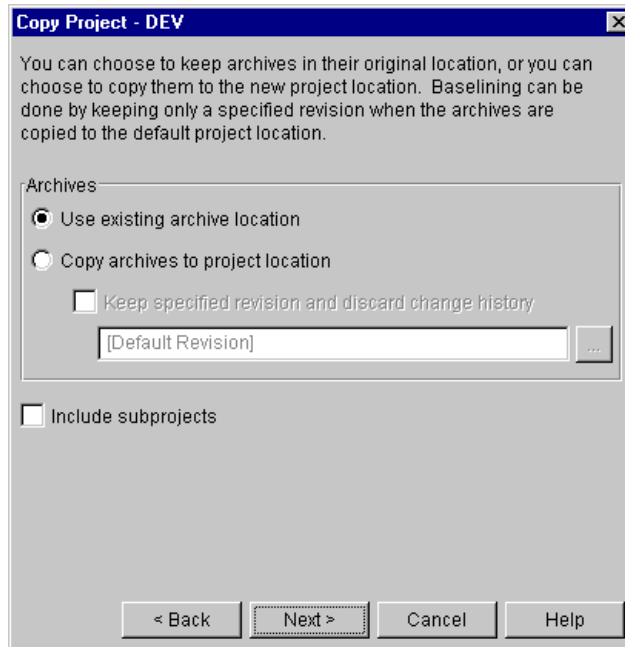 Copy Project - DEV
You can choose to keep archives in their original location, or you can
choose to copy them to the new project location. Baselining can be
done by keeping only a specified revision when the archives are
copied to the default project location.
Archives
Use existing archive location
Copy archives to project location
Keep specified revision and discard change history
[Default Revision]
...
Include subprojects
< Back
Next >
Cancel
Help